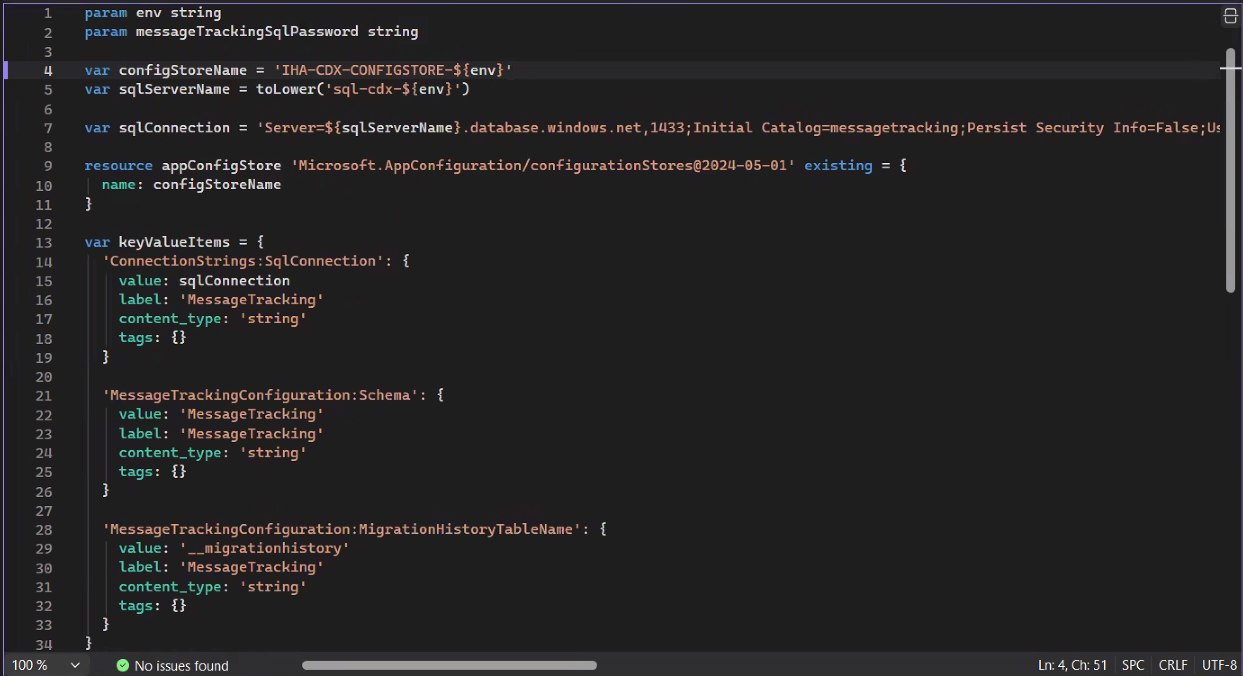 1 param env string
2 param messageTrackingSqlPassword string
3
4 var configStoreName = 'IHA-CDX-CONFIGSTORE-${env}'
5 var sqlServerName = toLower('sql-cdx-${env}')
6
7 var sqlConnection = 'Server=${sqlServerName}.database.windows.net,1433;Initial Catalog=messagetracking;Persist Security Info=False;Us
8
9 resource appConfigStore 'Microsoft.AppConfiguration/configurationStores@2024-05-01' existing = {
10 name: configStoreName
11 }
12
13 var keyValueItems = {
14 'ConnectionStrings:SqlConnection': {
15 value: sqlConnection
16 label: 'MessageTracking'
17 content_type: 'string'
18 tags: {}
19 }
20
21 'MessageTrackingConfiguration:Schema': {
22 value: 'MessageTracking'
23 label: 'MessageTracking'
24 content_type: 'string'
25 tags: {}
26 }
27
28 'MessageTrackingConfiguration:MigrationHistoryTableName': {
29 value: '__migrationhistory'
30 label: 'MessageTracking'
31 content_type: 'string'
32 tags: {}
33 }
34 }
100 % No issues found Ln: 4, Ch: 51 SPC CRLF UTF-8